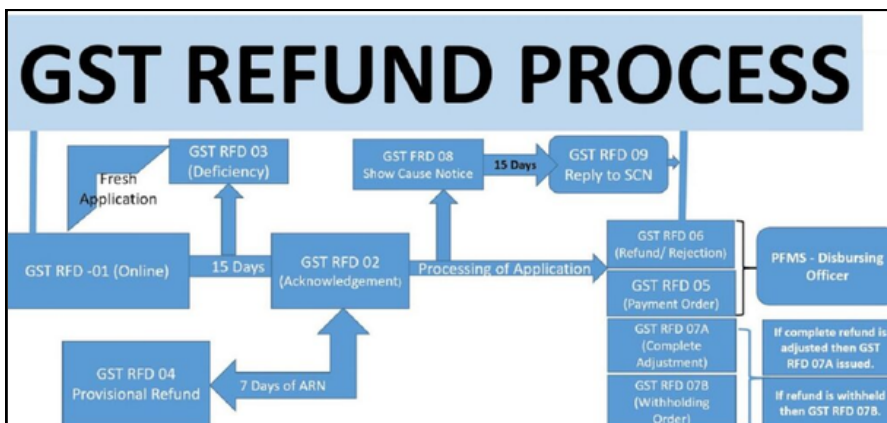 GST REFUND PROCESS
GST RFD 03
(Deficiency)
Fresh
Application
GST FRD 08
Show Cause Notice
15 Days
GST RFD 09
Reply to SCN
GST RFD -01 (Online)
15 Days
GST RFD 02
(Acknowledgement)
Processing of Application
GST RFD 06
(Refund/ Rejection)
GST RFD 05
(Payment Order)
PFMS - Disbursing
Officer
GST RFD 04
Provisional Refund
7 Days of ARN
GST RFD 07A
(Complete
Adjustment)
If complete refund is
adjusted then GST
RFD 07A issued.
GST RFD 07B
(Withholding
Order)
If refund is withheld
then GST RFD 07B.